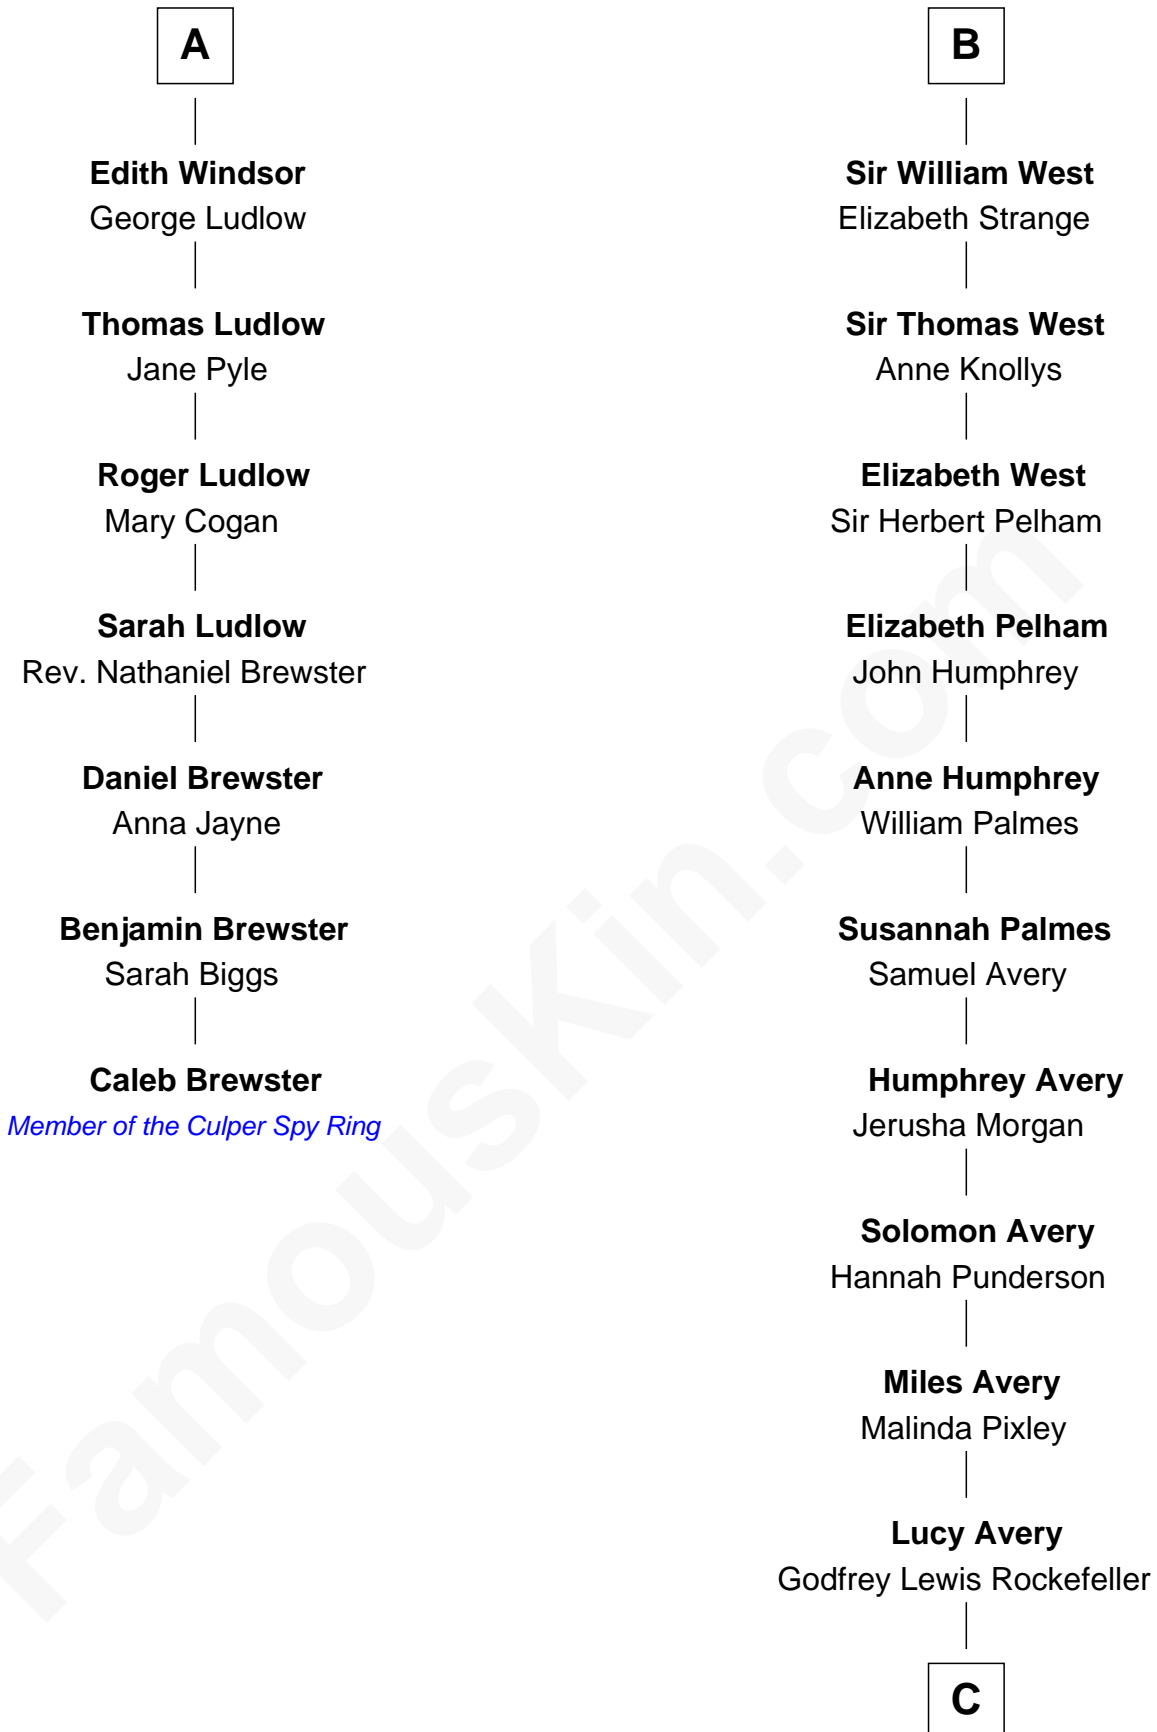 A
Edith Windsor
George Ludlow
Thomas Ludlow
Jane Pyle
Roger Ludlow
Mary Cogan
Sarah Ludlow
Rev. Nathaniel Brewster
Daniel Brewster
Anna Jayne
Benjamin Brewster
Sarah Biggs
Caleb Brewster
Member of the Culper Spy Ring
B
Sir William West
Elizabeth Strange
Sir Thomas West
Anne Knollys
Elizabeth West
Sir Herbert Pelham
Elizabeth Pelham
John Humphrey
Anne Humphrey
William Palmes
Susannah Palmes
Samuel Avery
Humphrey Avery
Jerusha Morgan
Solomon Avery
Hannah Punderson
Miles Avery
Malinda Pixley
Lucy Avery
Godfrey Lewis Rockefeller
C
FamousKin.com